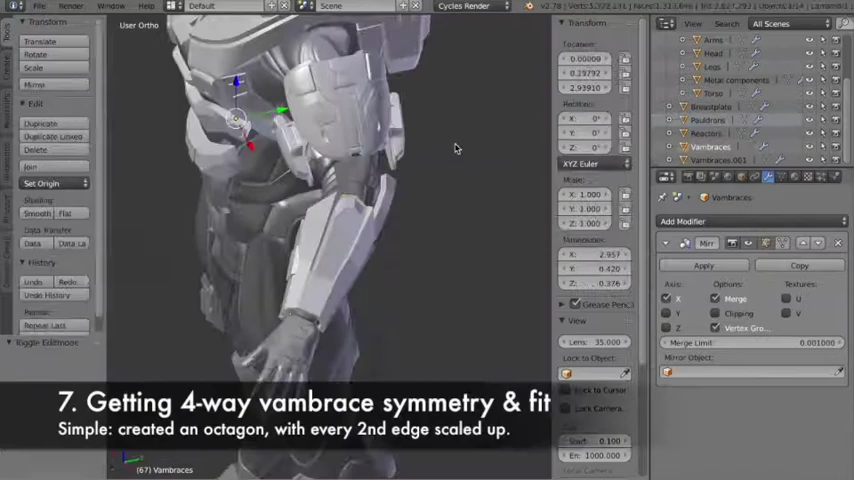 File
Render
Window
Help
Default
Scene
Cycles Render
v2.78
User Ortho
Translate
Rotate
Scale
Mirror
Edit
Duplicate
Duplicate Linked
Delete
Join
Set Origin
Shading:
Smooth Flat
Data Transfer:
Data Data La
History
Undo Redo
Undo History
Repeat:
Repeat Last
Toggle Editmode
(67) Vambraces
7. Getting 4-way vambrace symmetry & fit
Simple: created an octagon, with every 2nd edge scaled up.
Transform
Location:
0.00000
0.29792
2.93910
X: 0°
Y: 0°
Z: 0°
XYZ Euler
X: 1.000
Y: 1.000
Z: 1.000
Dimensions:
X: 2.957
Y: 0.420
Z: 0.376
Grease Pencil
View
Lens: 35.000
Lock to Object:
Lock to Cursor
Lock Camera...
Start: 0.100
En: 1000.000
View
Search
All Scenes
Arms
Head
Legs
Metal components
Torso
Breastplate
Pauldrons
Reactors
Vambraces
Vambraces.001
Vambraces
Add Modifier
Mirr
Apply
Copy
Axis:
Options:
Textures:
X
Merge
U
Y
Clipping
V
Z
Vertex Gro...
Merge Limit: 0.001000
Mirror Object: